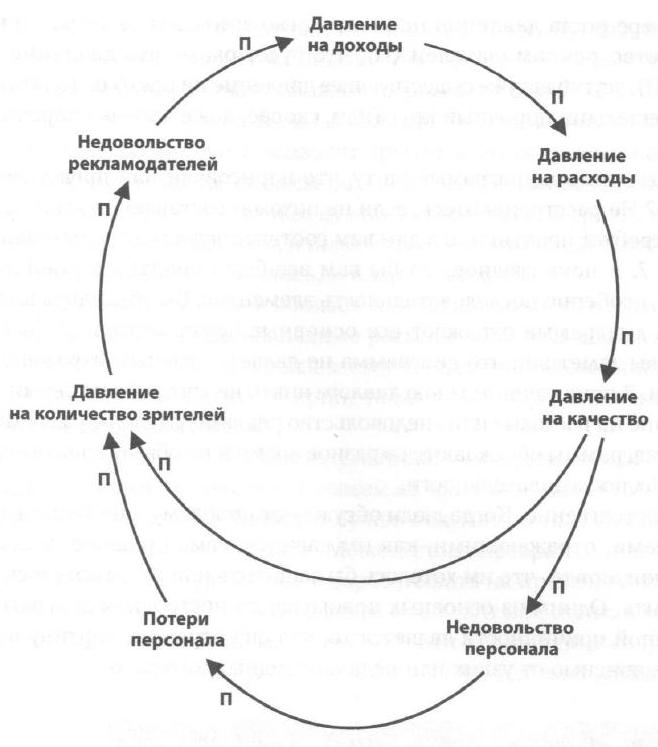 Давление
на доходы
П
П
Недовольство
рекламодателей
Давление
на расходы
П
П
Давление
на количество зрителей
Давление
на качество
П
П
П
Потери
персонала
Недовольство
персонала
П